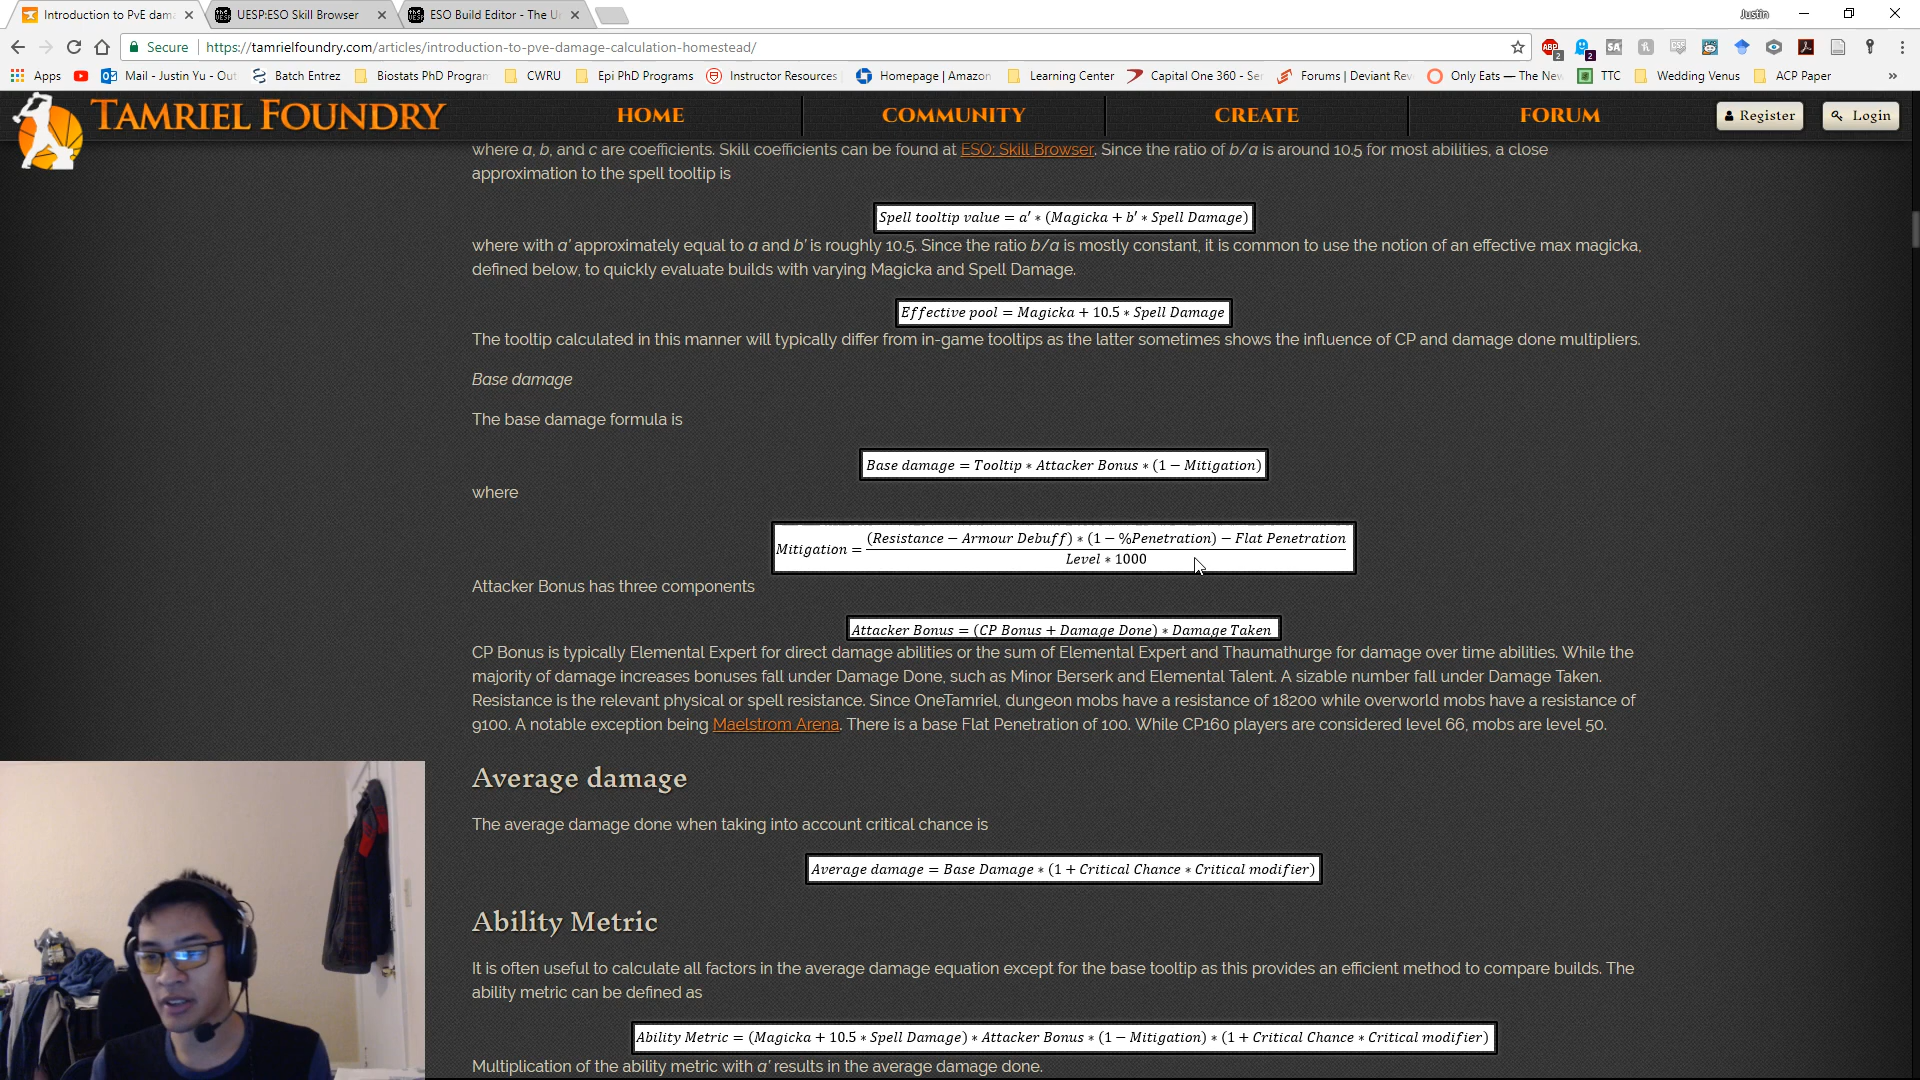 Introduction to PvE dam
UESP:ESO Skill Browser
ESO Build Editor - The U
Justin
Secure
https://tamrielfoundry.com/articles/introduction-to-pve-damage-calculation-homestead/
Apps
Mail - Justin Yu - Out
Batch Entrez
Biostats PhD Program
CWRU
Epi PhD Programs
Instructor Resources
Homepage | Amazon
Learning Center
Capital One 360 - Se
Forums | Deviant Rev
Only Eats — The New
TTC
Wedding Venus
ACP Paper
»
TAMRIEL FOUNDRY
HOME
COMMUNITY
CREATE
FORUM
Register
Login
where a, b, and c are coefficients. Skill coefficients can be found at ESO: Skill Browser. Since the ratio of b/a is around 10.5 for most abilities, a close
approximation to the spell tooltip is
Spell tooltip value = a′ ∗ (Magicka + b′ ∗ Spell Damage)
where with a′ approximately equal to a and b′ is roughly 10.5. Since the ratio b/a is mostly constant, it is common to use the notion of an effective max magicka,
defined below, to quickly evaluate builds with varying Magicka and Spell Damage.
Effective pool = Magicka + 10.5 ∗ Spell Damage
The tooltip calculated in this manner will typically differ from in-game tooltips as the latter sometimes shows the influence of CP and damage done multipliers.
Base damage
The base damage formula is
Base damage = Tooltip ∗ Attacker Bonus ∗ (1 − Mitigation)
where
Mitigation = (Resistance − Armour Debuff) ∗ (1 − %Penetration) − Flat Penetration
Level ∗ 1000
Attacker Bonus has three components
Attacker Bonus = (CP Bonus + Damage Done) ∗ Damage Taken
CP Bonus is typically Elemental Expert for direct damage abilities or the sum of Elemental Expert and Thaumathurge for damage over time abilities. While the
majority of damage increases bonuses fall under Damage Done, such as Minor Berserk and Elemental Talent. A sizable number fall under Damage Taken.
Resistance is the relevant physical or spell resistance. Since OneTamriel, dungeon mobs have a resistance of 18200 while overworld mobs have a resistance of
9100. A notable exception being Maelstrom Arena. There is a base Flat Penetration of 100. While CP160 players are considered level 66, mobs are level 50.
Average damage
The average damage done when taking into account critical chance is
Average damage = Base Damage ∗ (1 + Critical Chance ∗ Critical modifier)
Ability Metric
It is often useful to calculate all factors in the average damage equation except for the base tooltip as this provides an efficient method to compare builds. The
ability metric can be defined as
Ability Metric = (Magicka + 10.5 ∗ Spell Damage) ∗ Attacker Bonus ∗ (1 − Mitigation) ∗ (1 + Critical Chance ∗ Critical modifier)
Multiplication of the ability metric with a′ results in the average damage done.